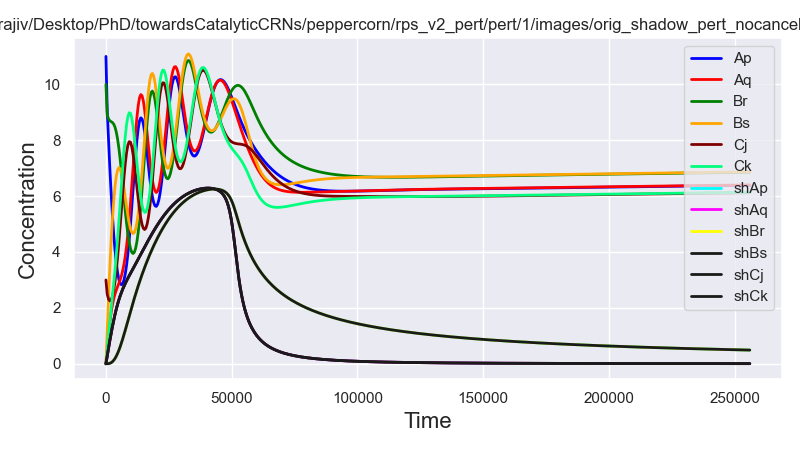 rajiv/Desktop/PhD/towardsCatalyticCRNs/peppercorn/rps_v2_pert/pert/1/images/orig_shadow_pert_nocancel
Concentration
10
8
6
4
2
0
0 50000 100000 150000 200000 250000
Time
Ap
Aq
Br
Bs
Cj
Ck
shAp
shAq
shBr
shBs
shCj
shCk